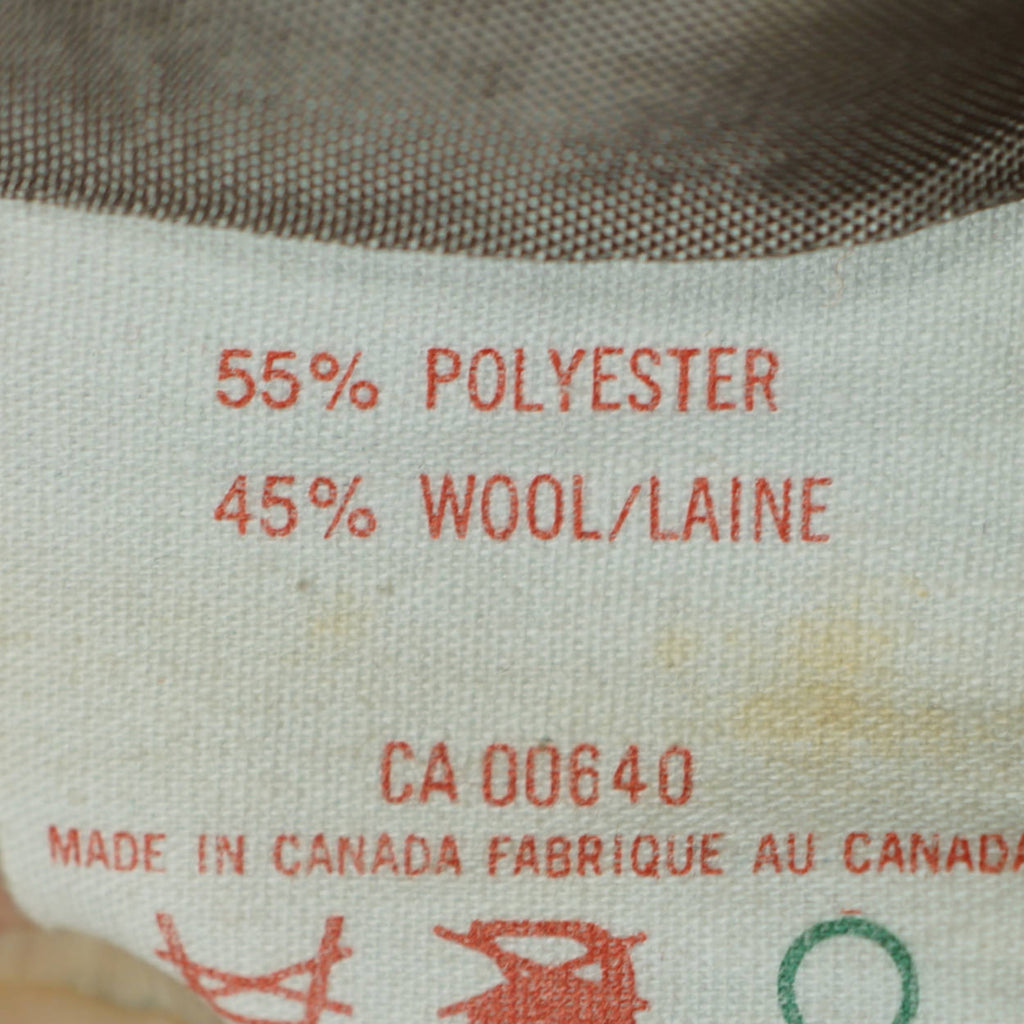 55% POLYESTER
45% WOOL/LAINE
CA 00640
MADE IN CANADA FABRIQUE AU CANADA